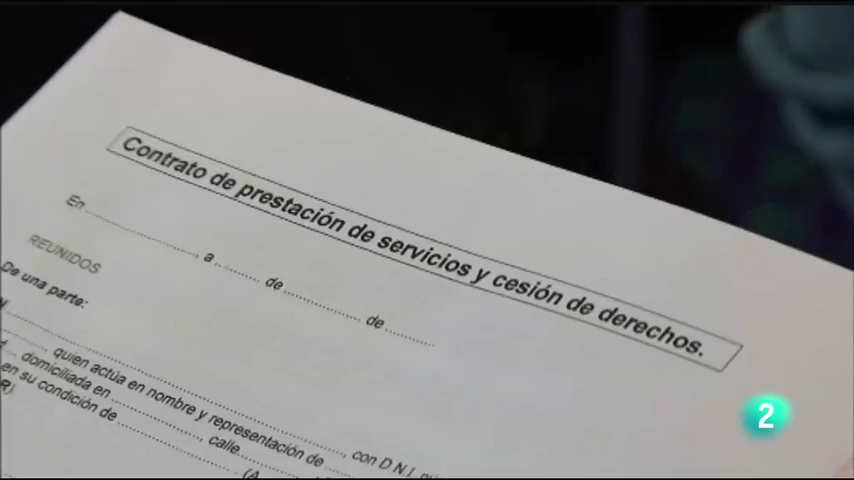 Contrato de prestación de servicios y cesión de derechos.
En.........................., a .......... de .................... de .............
REUNIDOS
De una parte:
quien actúa en nombre y representación de ........, con D.N.I.
domiciliada en ........................ calle
en su condición de ........................ (A
R)
2